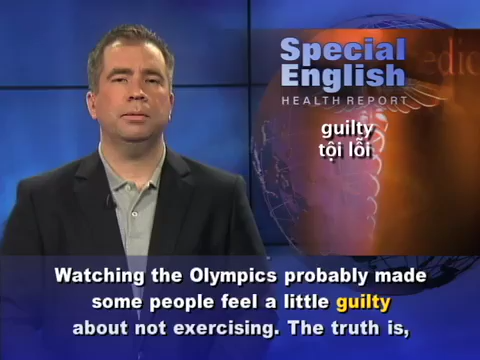 Special
English
HEALTH REPORT
guilty
tội lỗi
Watching the Olympics probably made
some people feel a little guilty
about not exercising. The truth is,